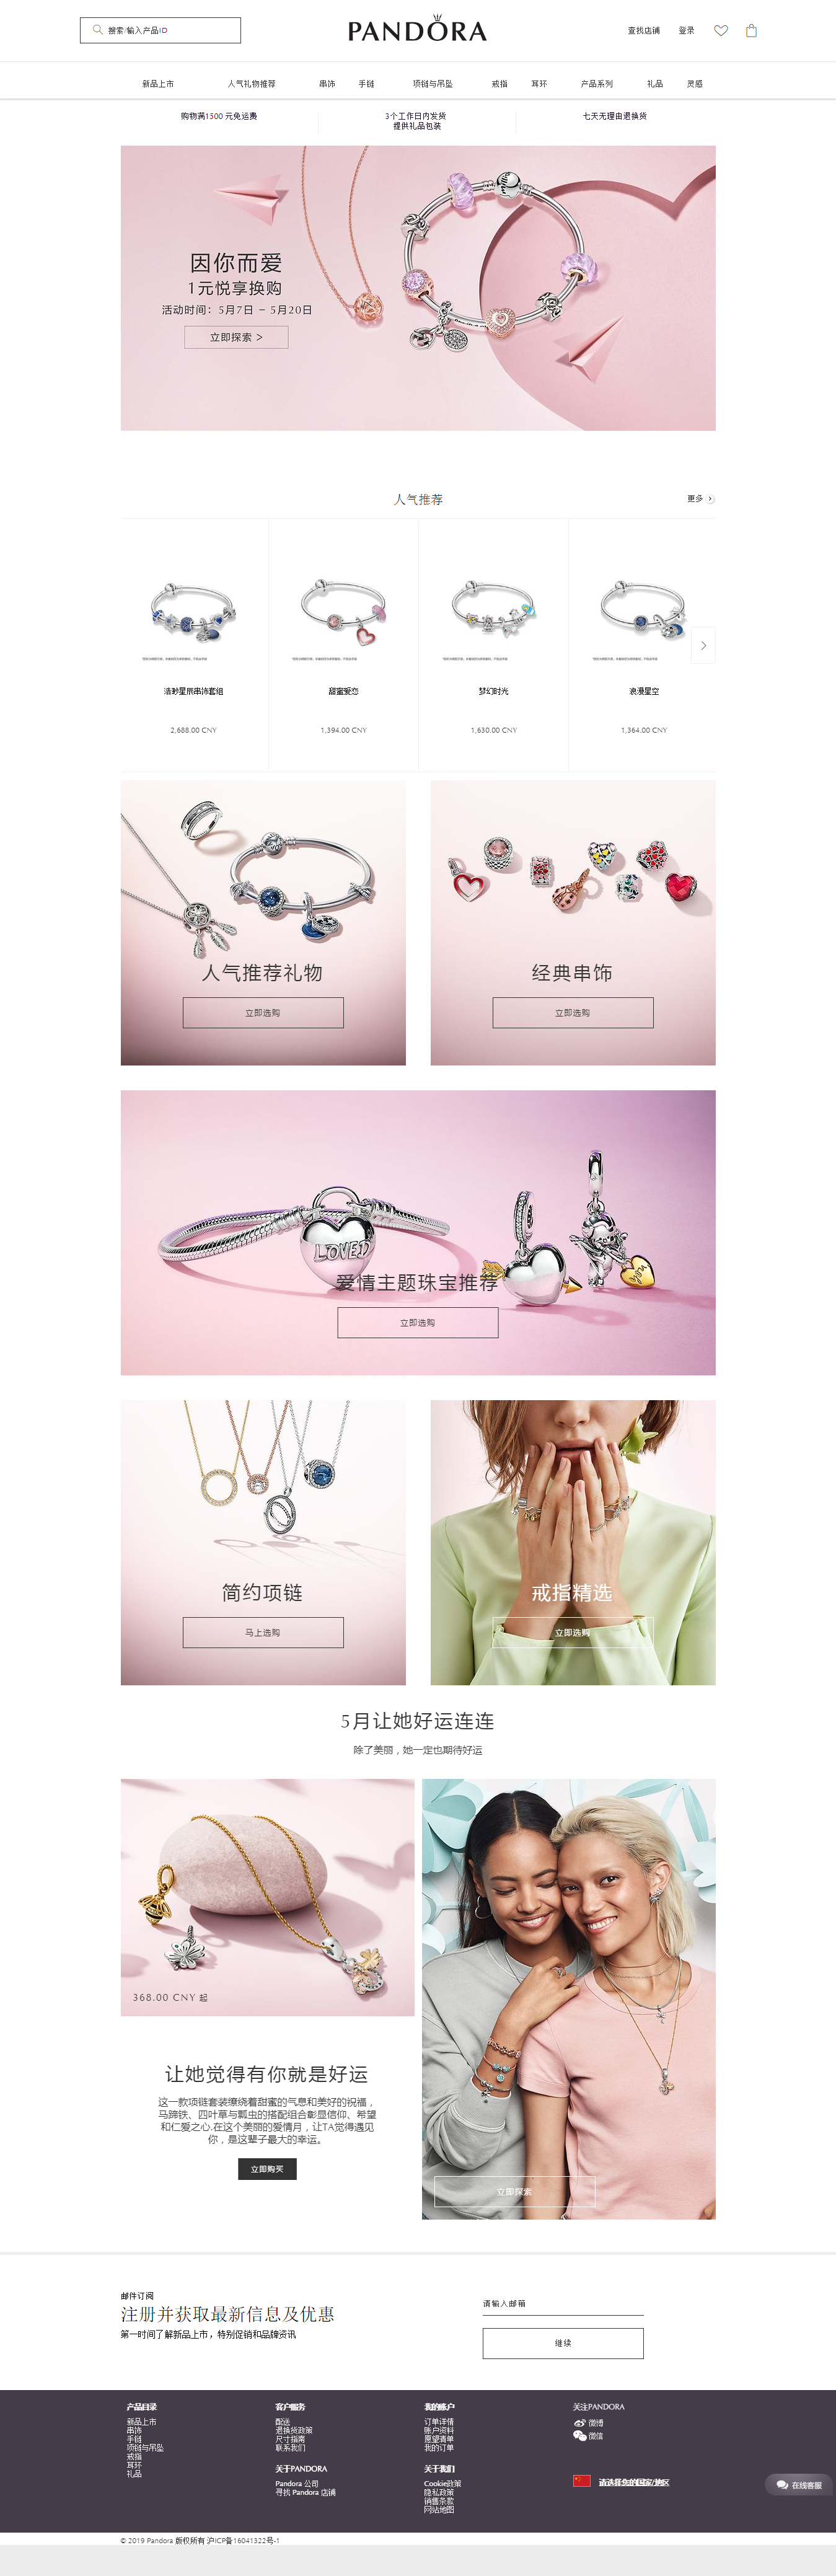 搜索/输入产品ID
PANDORA
查找店铺
登录
新品上市
人气礼物推荐
串饰
手链
项链与吊坠
戒指
耳环
产品系列
礼品
灵感
购物满1500 元免运费
3个工作日内发货
提供礼品包装
七天无理由退换货
因你而爱
1元悦享换购
活动时间：5月7日 – 5月20日
立即探索 >
人气推荐
更多
浩瀚星辰串饰套组
甜蜜爱恋
梦幻时光
浪漫星空
2,688.00 CNY
1,394.00 CNY
1,630.00 CNY
1,364.00 CNY
人气推荐礼物
立即选购
经典串饰
立即选购
LOVED
you
爱情主题珠宝推荐
立即选购
简约项链
马上选购
戒指精选
立即选购
5月让她好运连连
除了美丽，她一定也期待好运
368.00 CNY 起
让她觉得有你就是好运
这一款项链套装缭绕着甜蜜的气息和美好的祝福，
马蹄铁、四叶草与瓢虫的搭配组合彰显信仰、希望
和仁爱之心.在这个美丽的爱情月，让TA觉得遇见
你，是这辈子最大的幸运。
立即购买
立即探索
邮件订阅
注册并获取最新信息及优惠
第一时间了解新品上市，特别促销和品牌资讯
请输入邮箱
继续
产品目录
新品上市
串饰
手链
项链与吊坠
戒指
耳环
礼品
客户服务
配送
退换货政策
尺寸指南
联系我们
关于PANDORA
Pandora 公司
寻找 Pandora 店铺
我的账户
订单详情
账户资料
愿望清单
我的订单
关于我们
Cookie政策
隐私政策
销售条款
网站地图
关注PANDORA
微博
微信
请选择您的国家/地区
在线客服
© 2019 Pandora 版权所有 沪ICP备16041322号-1